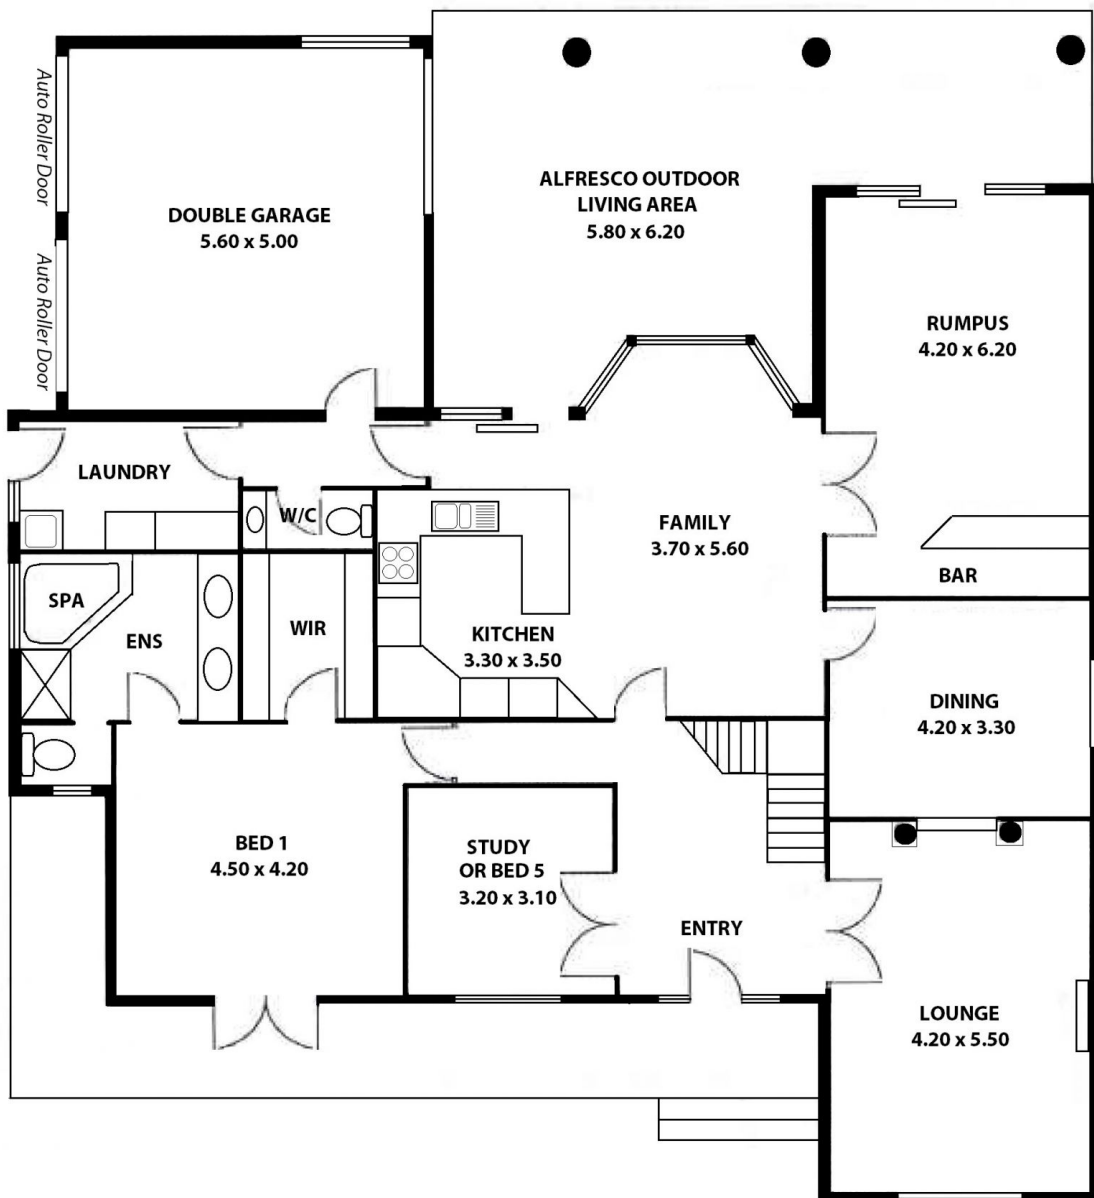 Auto Roller Door
Auto Roller Door
DOUBLE GARAGE
5.60 x 5.00
ALFRESCO OUTDOOR
LIVING AREA
5.80 x 6.20
RUMPUS
4.20 x 6.20
LAUNDRY
W/C
FAMILY
3.70 x 5.60
BAR
SPA
ENS
WIR
KITCHEN
3.30 x 3.50
DINING
4.20 x 3.30
BED 1
4.50 x 4.20
STUDY
OR BED 5
3.20 x 3.10
ENTRY
LOUNGE
4.20 x 5.50